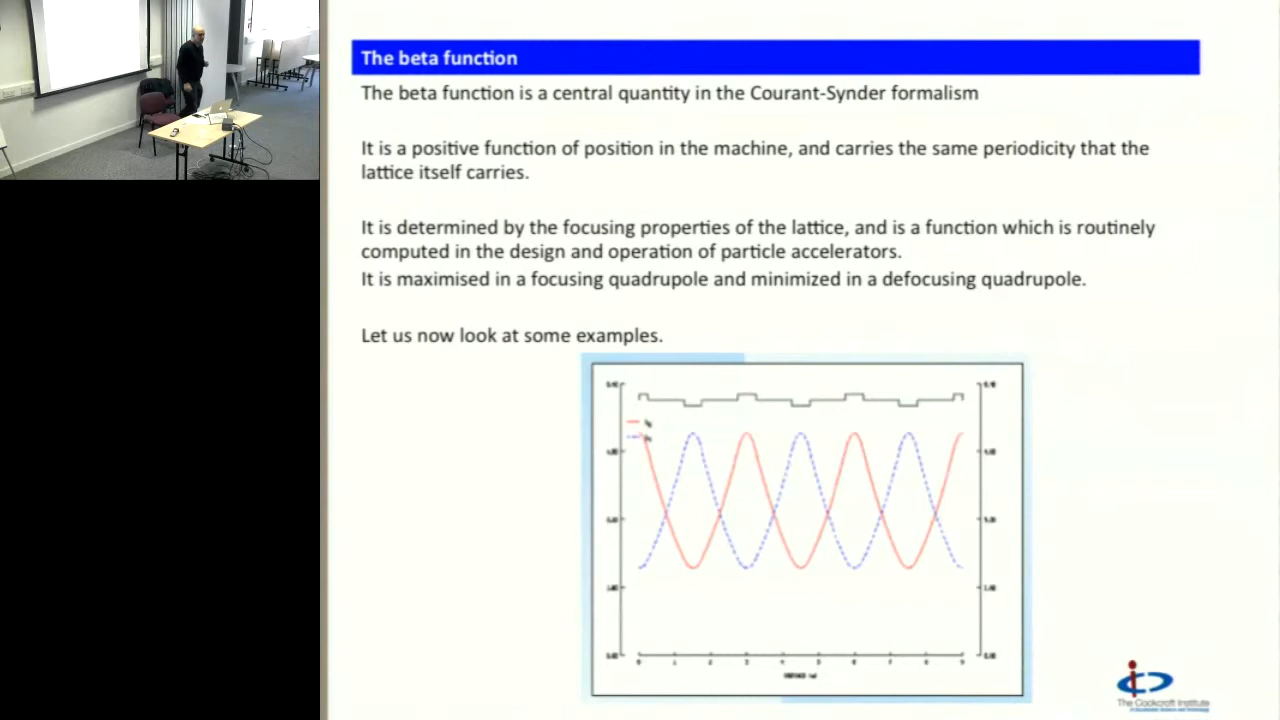 The beta function
The beta function is a central quantity in the Courant-Synder formalism
It is a positive function of position in the machine, and carries the same periodicity that the
lattice itself carries.
It is determined by the focusing properties of the lattice, and is a function which is routinely
computed in the design and operation of particle accelerators.
It is maximised in a focusing quadrupole and minimized in a defocusing quadrupole.
Let us now look at some examples.
The Cockcroft Institute